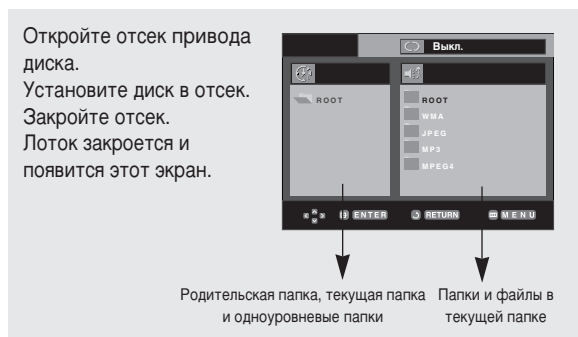 Откройте отсек привода
диска.
Установите диск в отсек.
Закройте отсек.
Лоток закроется и
появится этот экран.
Выкл.
ROOT
ROOT
WMA
JPEG
MP3
MPEG4
ENTER RETURN MENU
Родительская папка, текущая папка
и одноуровневые папки
Папки и файлы в
текущей папке